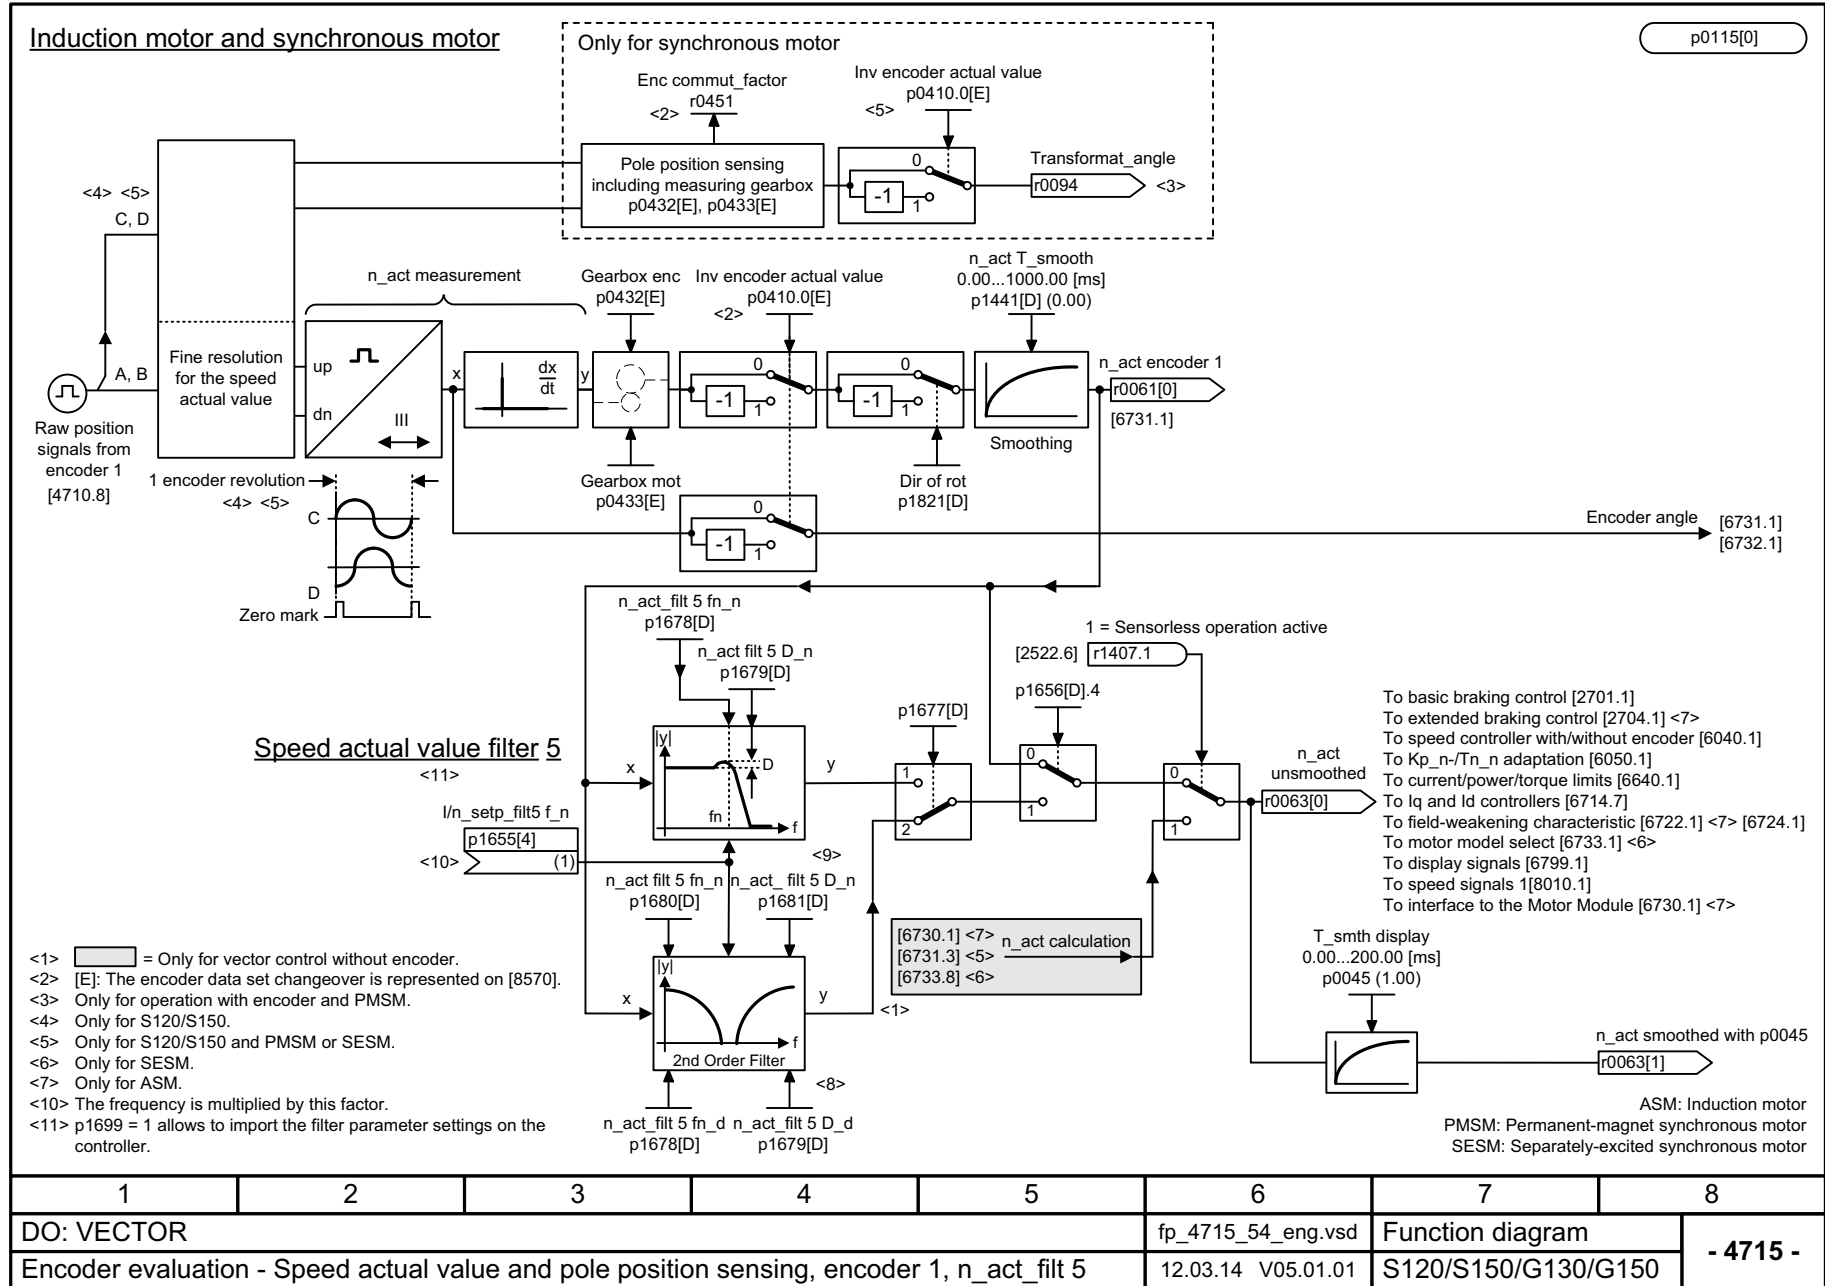 Induction motor and synchronous motor
Only for synchronous motor
p0115[0]
Enc commut_factor
r0451
<2>
Inv encoder actual value
p0410.0[E]
<5>
Pole position sensing
including measuring gearbox
p0432[E], p0433[E]
0
-1
1
Transformat_angle
r0094
<3>
<4> <5>
C, D
A, B
Raw position
signals from
encoder 1
[4710.8]
Fine resolution
for the speed
actual value
n_act measurement
up
dn
III
x
dx
dt
y
Gearbox enc
p0432[E]
Gearbox mot
p0433[E]
Inv encoder actual value
p0410.0[E]
<2>
0
-1
1
0
-1
1
Dir of rot
p1821[D]
n_act T_smooth
0.00...1000.00 [ms]
p1441[D] (0.00)
Smoothing
n_act encoder 1
r0061[0]
[6731.1]
1 encoder revolution
<4> <5>
C
D
Zero mark
0
-1
1
Encoder angle
[6731.1]
[6732.1]
n_act_filt 5 fn_n
p1678[D]
n_act filt 5 D_n
p1679[D]
Speed actual value filter 5
<11>
x
|y|
D
fn
f
y
I/n_setp_filt5 f_n
p1655[4]
(1)
<10>
<9>
n_act filt 5 fn_n
p1680[D]
n_act_ filt 5 D_n
p1681[D]
x
|y|
f
y
2nd Order Filter
<8>
n_act_filt 5 fn_d
p1678[D]
n_act_filt 5 D_d
p1679[D]
p1677[D]
1
2
p1656[D].4
0
1
1 = Sensorless operation active
[2522.6]
r1407.1
0
1
n_act
unsmoothed
r0063[0]
To basic braking control [2701.1]
To extended braking control [2704.1] <7>
To speed controller with/without encoder [6040.1]
To Kp_n-/Tn_n adaptation [6050.1]
To current/power/torque limits [6640.1]
To Iq and Id controllers [6714.7]
To field-weakening characteristic [6722.1] <7> [6724.1]
To motor model select [6733.1] <6>
To display signals [6799.1]
To speed signals 1[8010.1]
To interface to the Motor Module [6730.1] <7>
[6730.1] <7>
[6731.3] <5>
[6733.8] <6>
n_act calculation
<1>
T_smth display
0.00...200.00 [ms]
p0045 (1.00)
n_act smoothed with p0045
r0063[1]
<1> = Only for vector control without encoder.
<2> [E]: The encoder data set changeover is represented on [8570].
<3> Only for operation with encoder and PMSM.
<4> Only for S120/S150.
<5> Only for S120/S150 and PMSM or SESM.
<6> Only for SESM.
<7> Only for ASM.
<10> The frequency is multiplied by this factor.
<11> p1699 = 1 allows to import the filter parameter settings on the
controller.
ASM: Induction motor
PMSM: Permanent-magnet synchronous motor
SESM: Separately-excited synchronous motor
1 2 3 4 5 6 7 8
DO: VECTOR
fp_4715_54_eng.vsd
Function diagram
- 4715 -
Encoder evaluation - Speed actual value and pole position sensing, encoder 1, n_act_filt 5
12.03.14 V05.01.01
S120/S150/G130/G150